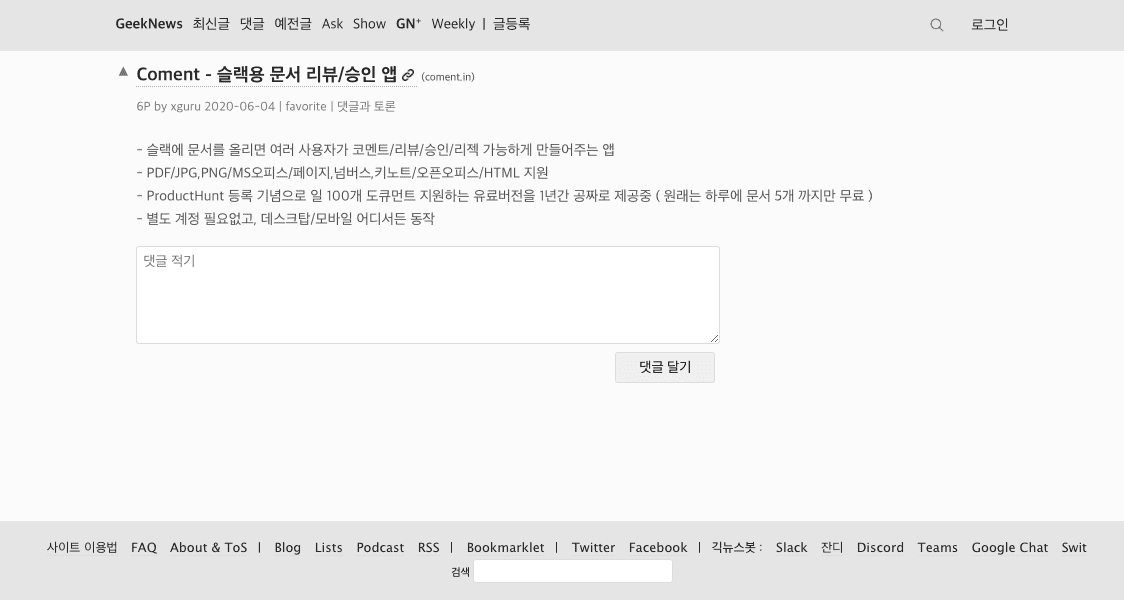 GeekNews 최신글 댓글 예전글 Ask Show GN⁺ Weekly | 글등록 로그인
▲ Coment - 슬랙용 문서 리뷰/승인 앱 (coment.in)
6P by xguru 2020-06-04 | favorite | 댓글과 토론
- 슬랙에 문서를 올리면 여러 사용자가 코멘트/리뷰/승인/리젝 가능하게 만들어주는 앱
- PDF/JPG,PNG/MS오피스/페이지,넘버스,키노트/오픈오피스/HTML 지원
- ProductHunt 등록 기념으로 일 100개 도큐먼트 지원하는 유료버전을 1년간 공짜로 제공중 ( 원래는 하루에 문서 5개 까지만 무료 )
- 별도 계정 필요없고, 데스크탑/모바일 어디서든 동작
댓글 적기
댓글 달기
사이트 이용법 FAQ About & ToS | Blog Lists Podcast RSS | Bookmarklet | Twitter Facebook | 긱뉴스봇 : Slack 잔디 Discord Teams Google Chat Swit
검색